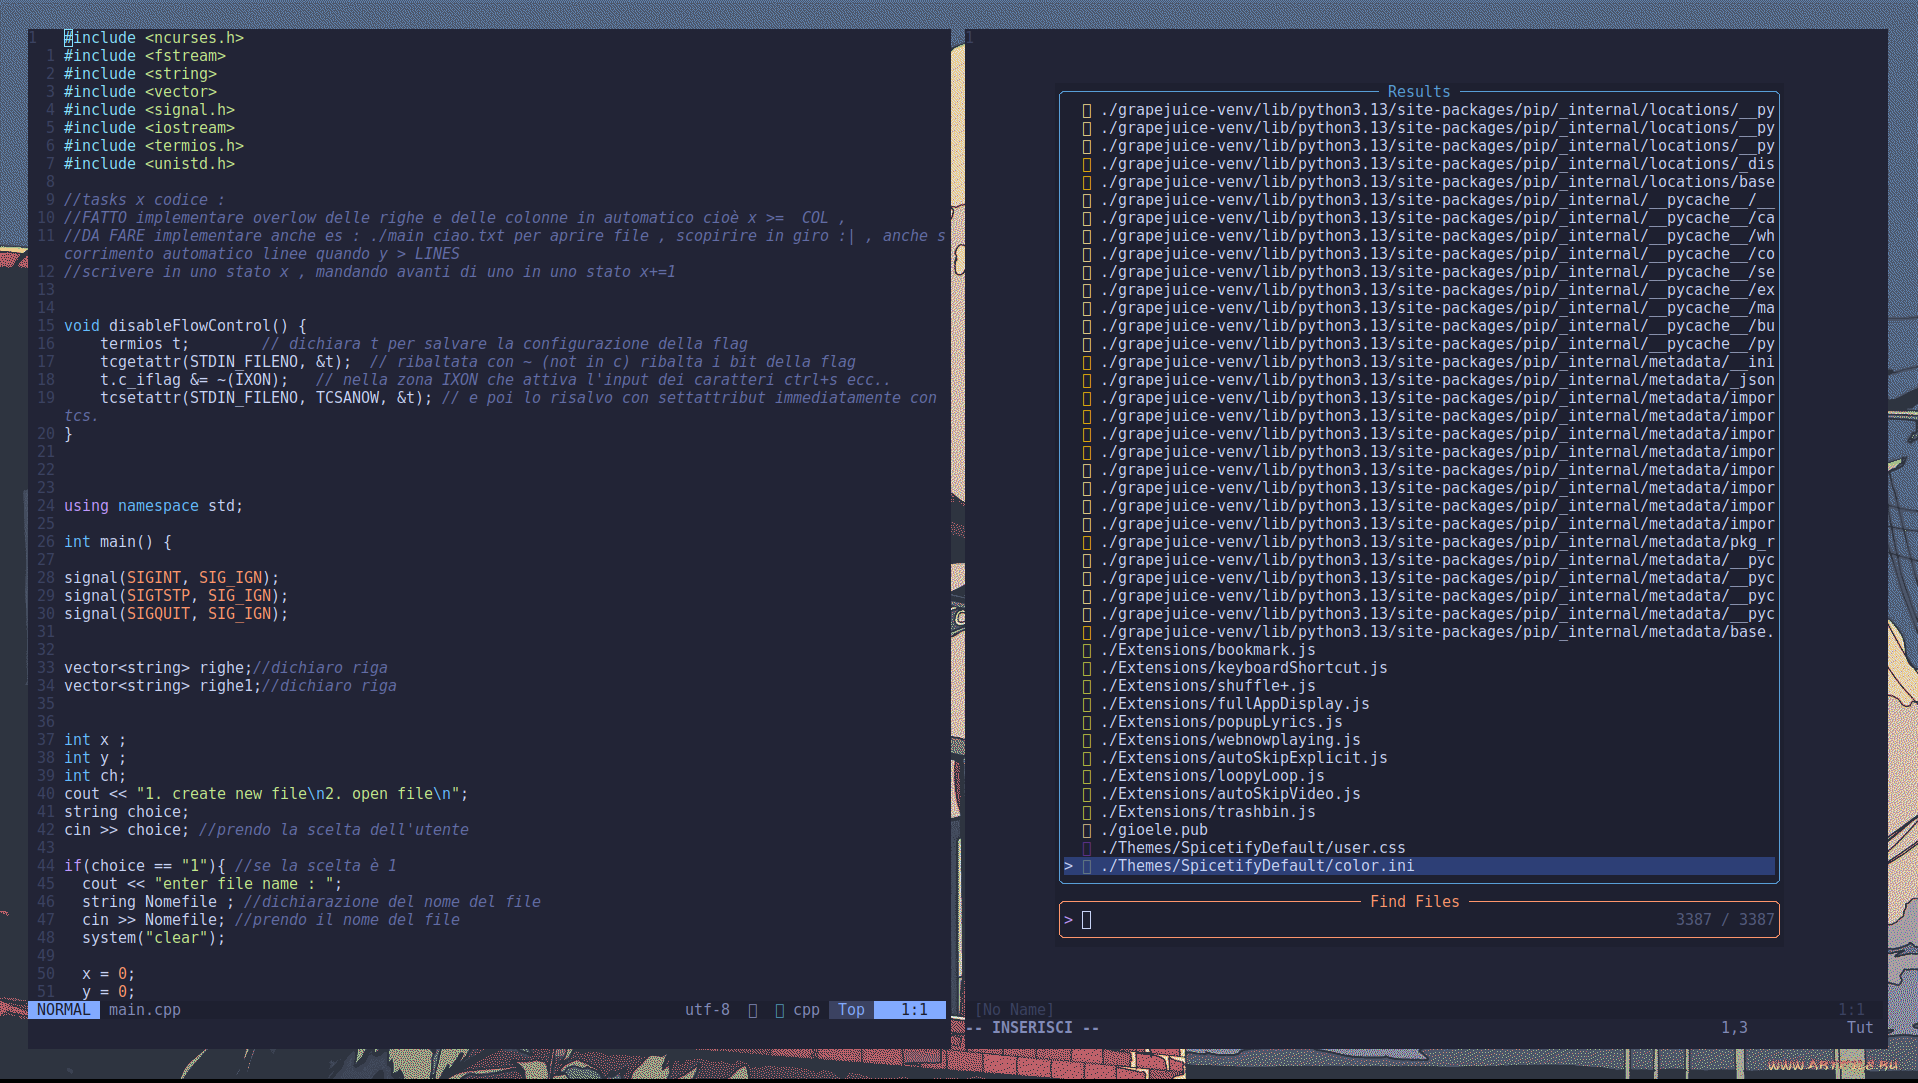 1 #include <ncurses.h>
1 #include <fstream>
2 #include <string>
3 #include <vector>
4 #include <signal.h>
5 #include <iostream>
6 #include <termios.h>
7 #include <unistd.h>
8
9 //tasks x codice :
10 //FATTO implementare overlow delle righe e delle colonne in automatico cioè x >=  COL ,
11 //DA FARE implementare anche es : ./main ciao.txt per aprire file , scopirire in giro :| , anche s
corrimento automatico linee quando y > LINES
12 //scrivere in uno stato x , mandando avanti di uno in uno stato x+=1
13
14
15 void disableFlowControl() {
16     termios t;        // dichiara t per salvare la configurazione della flag
17     tcgetattr(STDIN_FILENO, &t);  // ribaltata con ~ (not in c) ribalta i bit della flag
18     t.c_iflag &= ~(IXON);   // nella zona IXON che attiva l'input dei caratteri ctrl+s ecc..
19     tcsetattr(STDIN_FILENO, TCSANOW, &t); // e poi lo risalvo con settattribut immediatamente con
tcs.
20 }
21
22
23
24 using namespace std;
25
26 int main() {
27
28 signal(SIGINT, SIG_IGN);
29 signal(SIGTSTP, SIG_IGN);
30 signal(SIGQUIT, SIG_IGN);
31
32
33 vector<string> righe;//dichiaro riga
34 vector<string> righe1;//dichiaro riga
35
36
37 int x ;
38 int y ;
39 int ch;
40 cout << "1. create new file\n2. open file\n";
41 string choice;
42 cin >> choice; //prendo la scelta dell'utente
43
44 if(choice == "1"){ //se la scelta è 1
45   cout << "enter file name : ";
46   string Nomefile ; //dichiarazione del nome del file
47   cin >> Nomefile; //prendo il nome del file
48   system("clear");
49
50   x = 0;
51   y = 0;
NORMAL main.cpp utf-8 cpp Top 1:1
1
Results
./grapejuice-venv/lib/python3.13/site-packages/pip/_internal/locations/__py
./grapejuice-venv/lib/python3.13/site-packages/pip/_internal/locations/__py
./grapejuice-venv/lib/python3.13/site-packages/pip/_internal/locations/__py
./grapejuice-venv/lib/python3.13/site-packages/pip/_internal/locations/_dis
./grapejuice-venv/lib/python3.13/site-packages/pip/_internal/locations/base
./grapejuice-venv/lib/python3.13/site-packages/pip/_internal/__pycache__/__
./grapejuice-venv/lib/python3.13/site-packages/pip/_internal/__pycache__/ca
./grapejuice-venv/lib/python3.13/site-packages/pip/_internal/__pycache__/wh
./grapejuice-venv/lib/python3.13/site-packages/pip/_internal/__pycache__/co
./grapejuice-venv/lib/python3.13/site-packages/pip/_internal/__pycache__/se
./grapejuice-venv/lib/python3.13/site-packages/pip/_internal/__pycache__/ex
./grapejuice-venv/lib/python3.13/site-packages/pip/_internal/__pycache__/ma
./grapejuice-venv/lib/python3.13/site-packages/pip/_internal/__pycache__/bu
./grapejuice-venv/lib/python3.13/site-packages/pip/_internal/__pycache__/py
./grapejuice-venv/lib/python3.13/site-packages/pip/_internal/metadata/__ini
./grapejuice-venv/lib/python3.13/site-packages/pip/_internal/metadata/_json
./grapejuice-venv/lib/python3.13/site-packages/pip/_internal/metadata/impor
./grapejuice-venv/lib/python3.13/site-packages/pip/_internal/metadata/impor
./grapejuice-venv/lib/python3.13/site-packages/pip/_internal/metadata/impor
./grapejuice-venv/lib/python3.13/site-packages/pip/_internal/metadata/impor
./grapejuice-venv/lib/python3.13/site-packages/pip/_internal/metadata/impor
./grapejuice-venv/lib/python3.13/site-packages/pip/_internal/metadata/impor
./grapejuice-venv/lib/python3.13/site-packages/pip/_internal/metadata/impor
./grapejuice-venv/lib/python3.13/site-packages/pip/_internal/metadata/impor
./grapejuice-venv/lib/python3.13/site-packages/pip/_internal/metadata/pkg_r
./grapejuice-venv/lib/python3.13/site-packages/pip/_internal/metadata/__pyc
./grapejuice-venv/lib/python3.13/site-packages/pip/_internal/metadata/__pyc
./grapejuice-venv/lib/python3.13/site-packages/pip/_internal/metadata/__pyc
./grapejuice-venv/lib/python3.13/site-packages/pip/_internal/metadata/__pyc
./grapejuice-venv/lib/python3.13/site-packages/pip/_internal/metadata/base.
./Extensions/bookmark.js
./Extensions/keyboardShortcut.js
./Extensions/shuffle+.js
./Extensions/fullAppDisplay.js
./Extensions/popupLyrics.js
./Extensions/webnowplaying.js
./Extensions/autoSkipExplicit.js
./Extensions/loopyLoop.js
./Extensions/autoSkipVideo.js
./Extensions/trashbin.js
./gioele.pub
./Themes/SpicetifyDefault/user.css
> ./Themes/SpicetifyDefault/color.ini
Find Files
> 3387 / 3387
[No Name] 1:1
-- INSERISCI -- 1,3 Tut